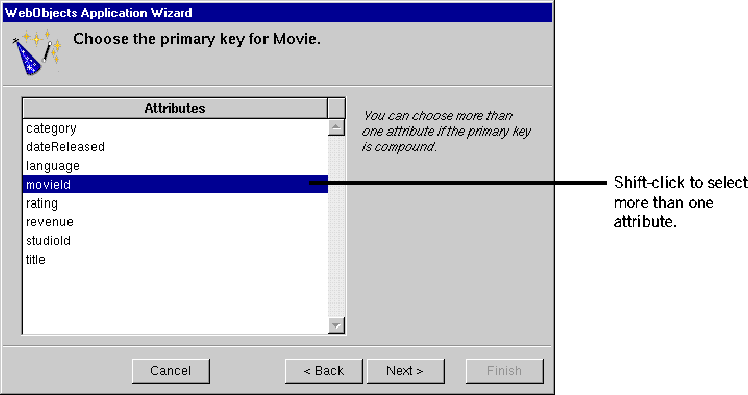 WebObjects Application Wizard
Choose the primary key for Movie.
Attributes
category
dateReleased
language
movieId
rating
revenue
studioId
title
You can choose more than
one attribute if the primary key
is compound.
Shift-click to select
more than one
attribute.
Cancel
< Back
Next >
Finish